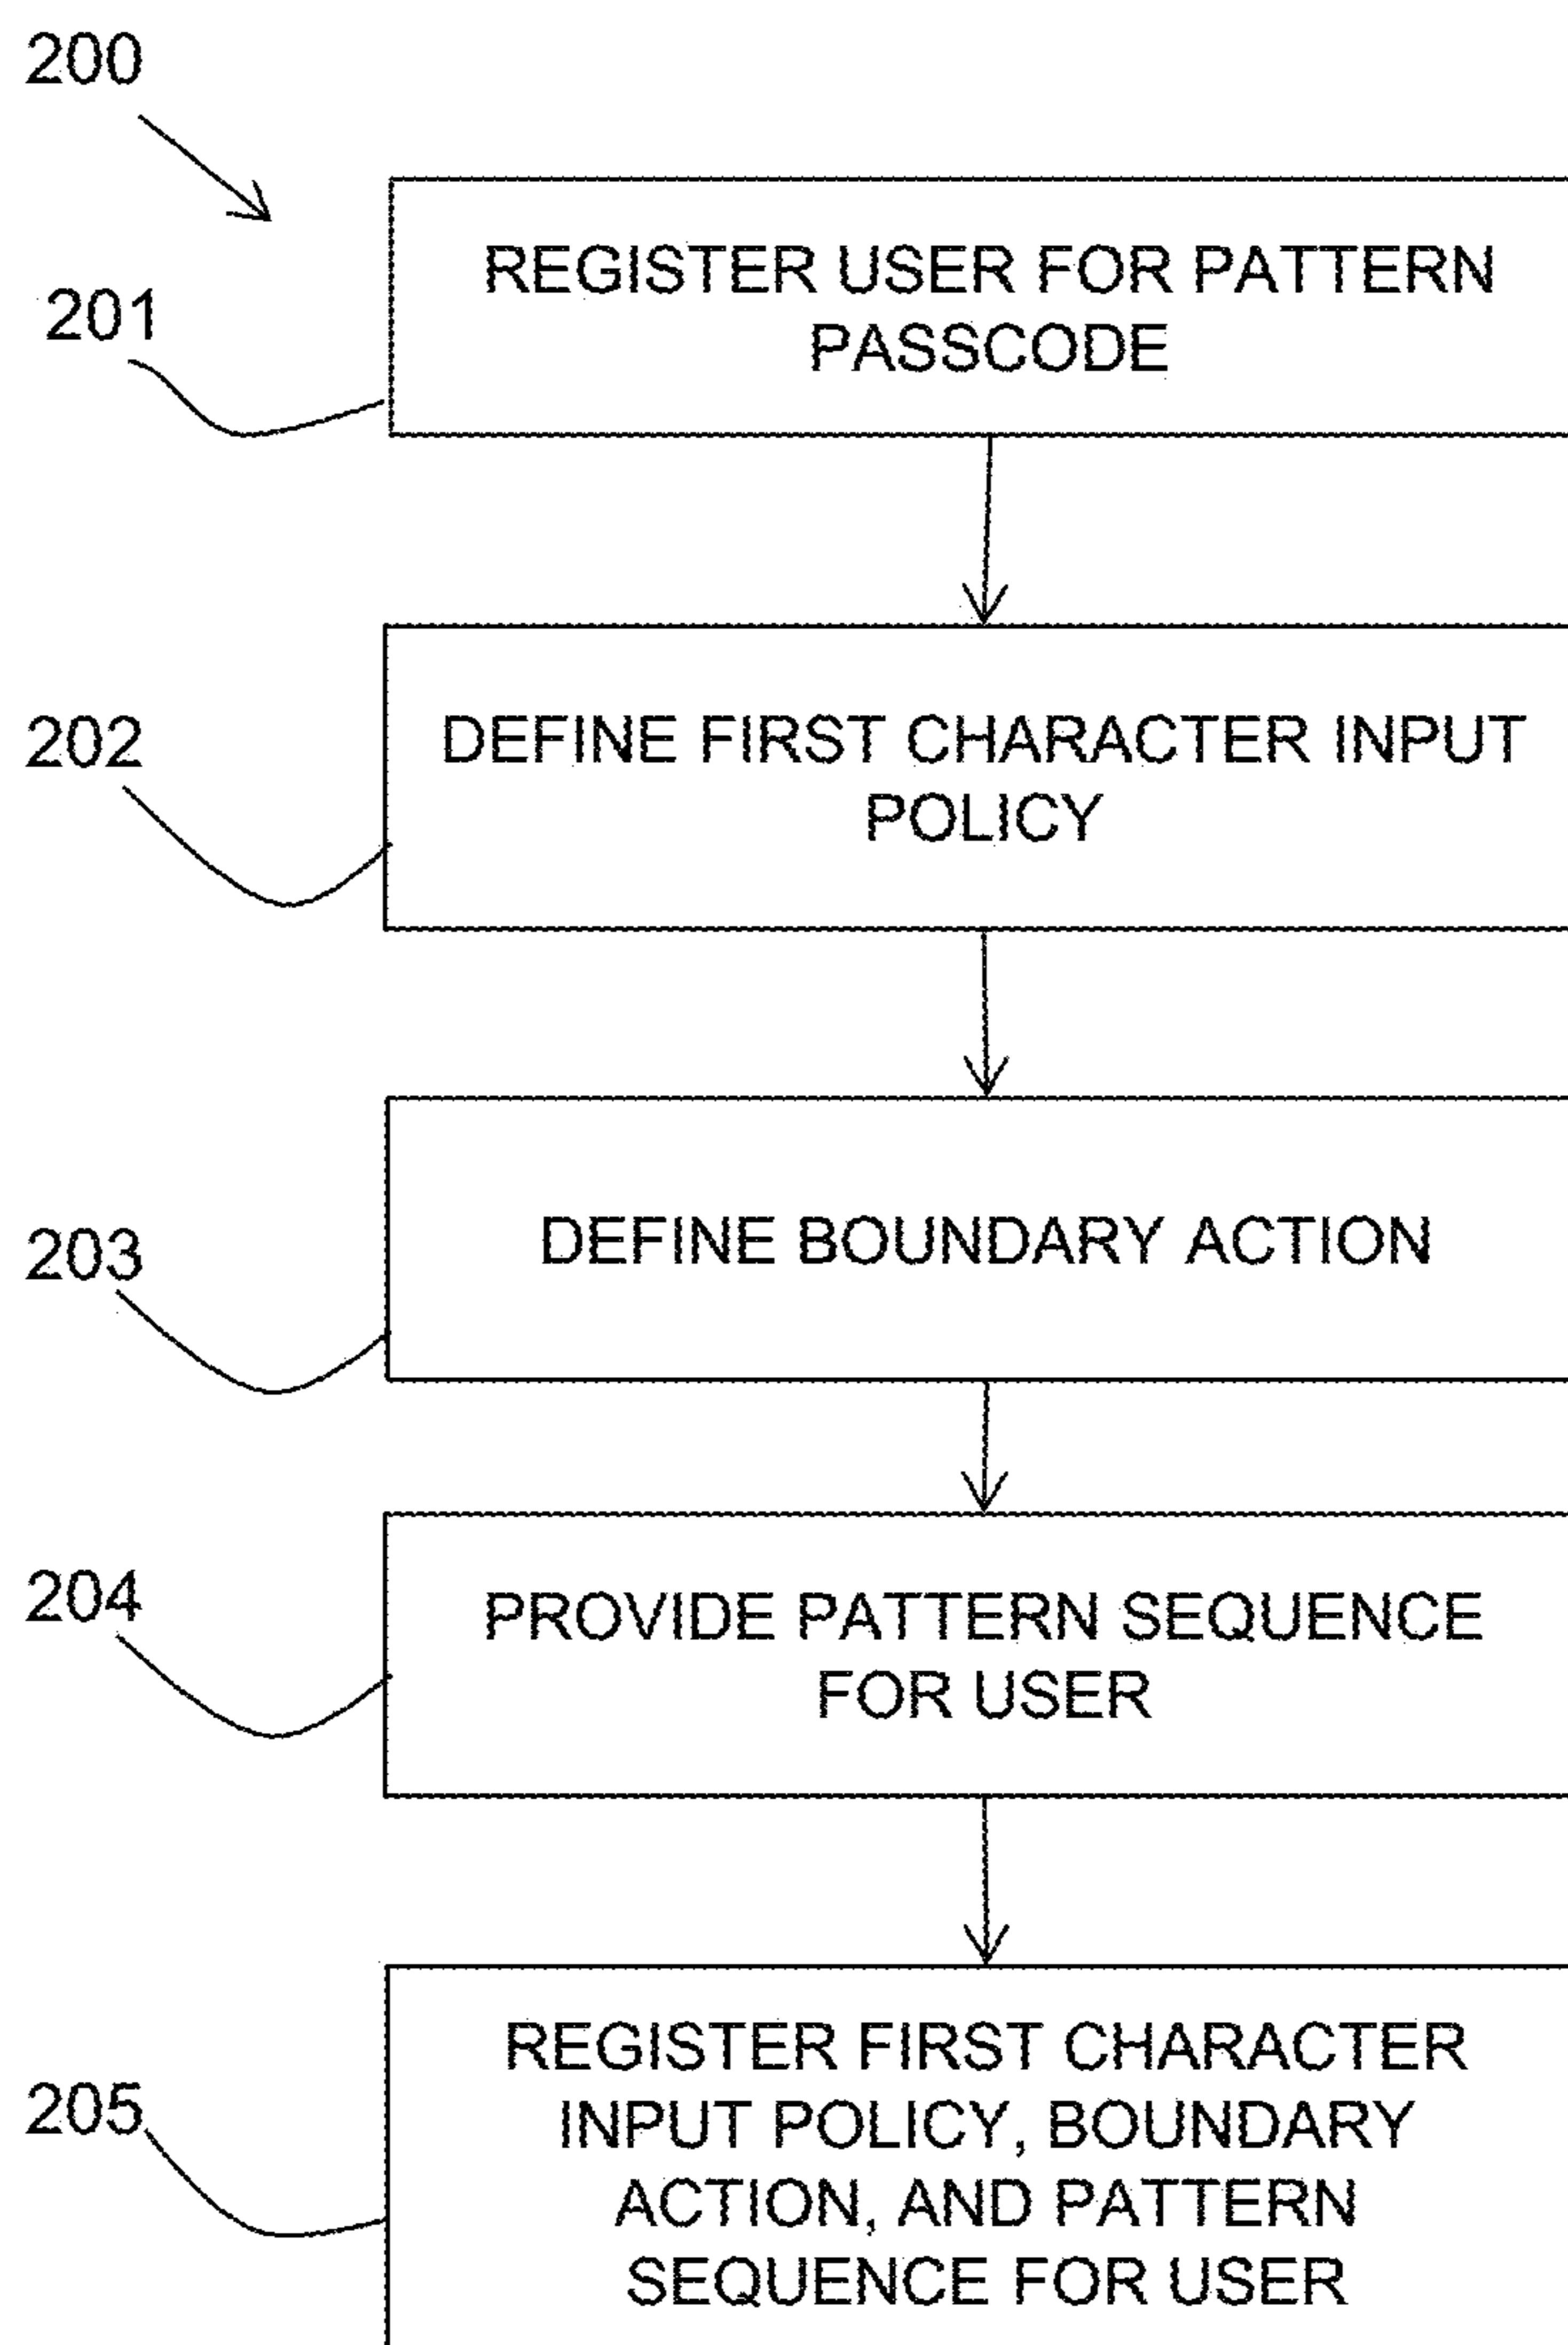 200
201
REGISTER USER FOR PATTERN
PASSCODE
202
DEFINE FIRST CHARACTER INPUT
POLICY
203
DEFINE BOUNDARY ACTION
204
PROVIDE PATTERN SEQUENCE
FOR USER
205
REGISTER FIRST CHARACTER
INPUT POLICY, BOUNDARY
ACTION, AND PATTERN
SEQUENCE FOR USER